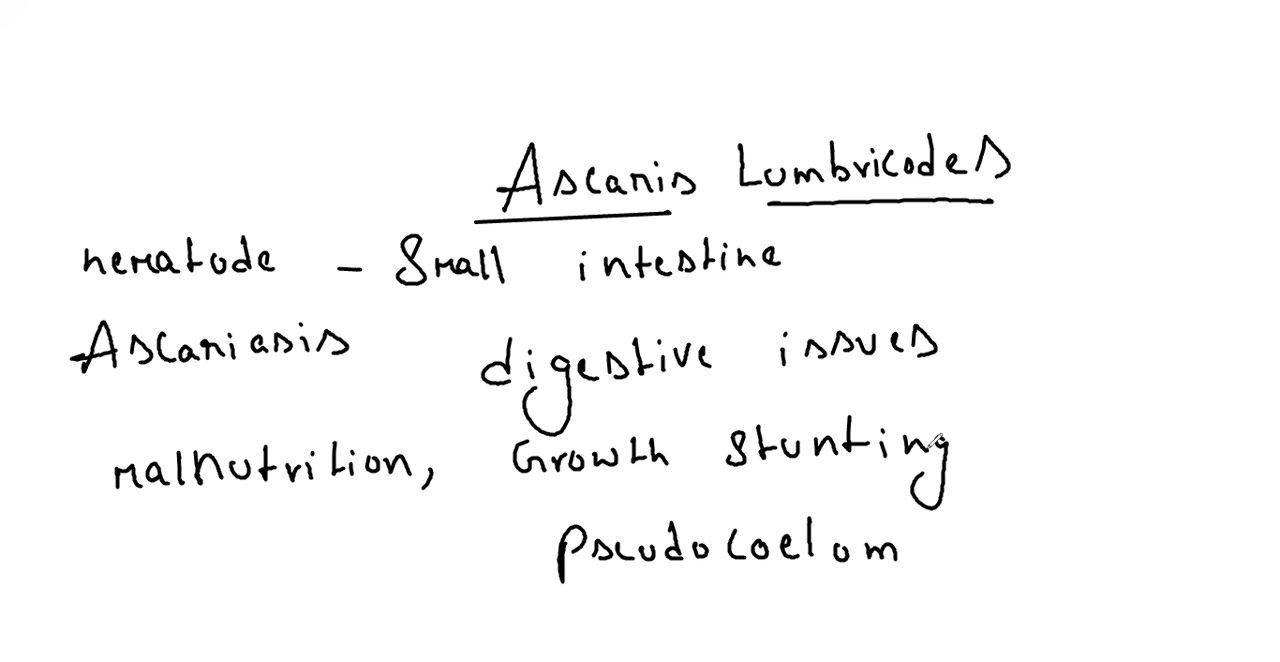 Ascaris Lumbricodes
nematode - Small intestine
Ascariasis digestive issues
malnutrition, Growth stunting
Pseudocoelom